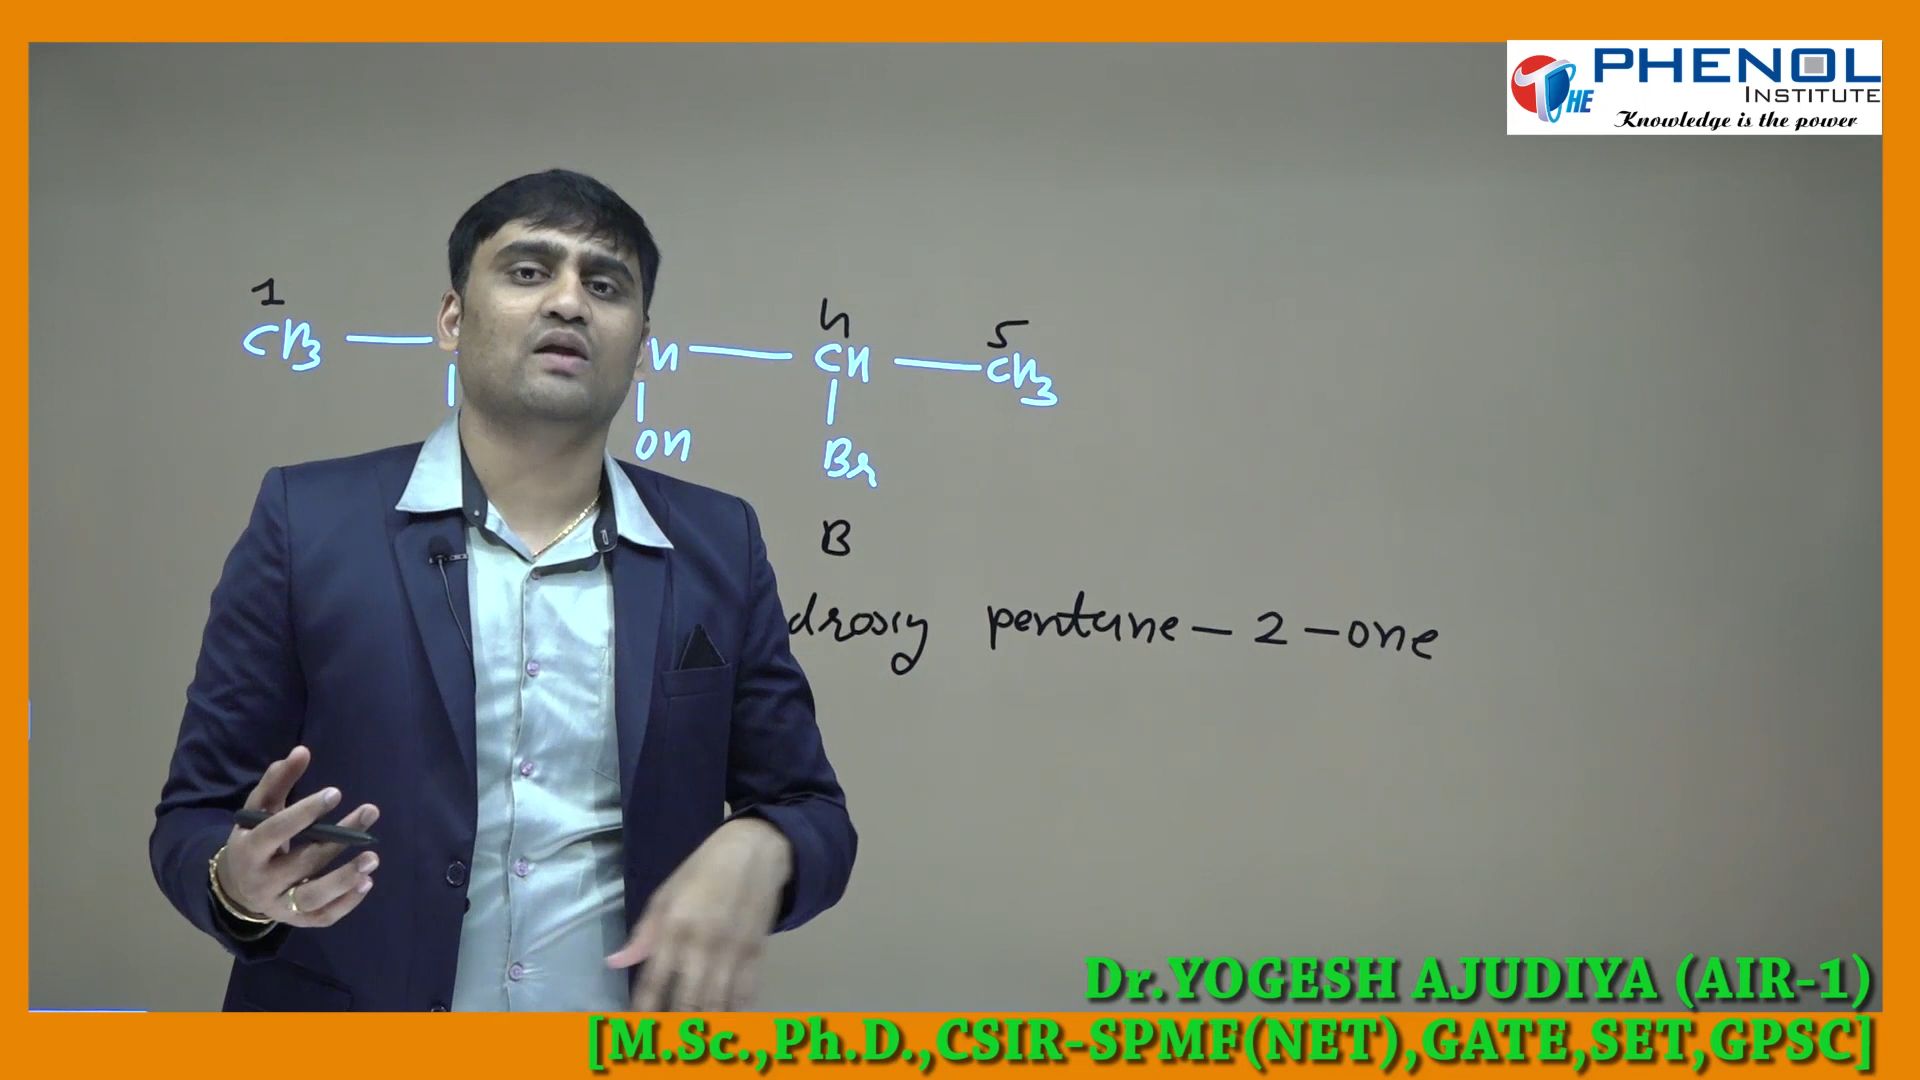 PHENOL
THE
INSTITUTE
Knowledge is the power
1 4 5
CH3 — H — CH — CH3
OH Br
B
droxy pentane – 2 – one
Dr.YOGESH AJUDIYA (AIR-1)
[M.Sc.,Ph.D.,CSIR-SPMF(NET),GATE,SET,GPSC]